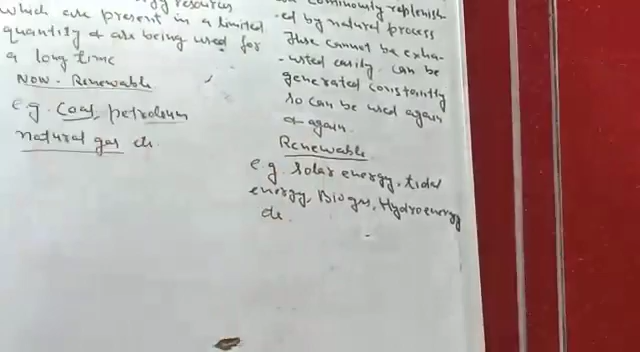 resources
which are present in a limited
quantity & are being used for
a long time
Non-Renewable
e.g. Coal, petroleum
natural gas etc.
continuously replenish
-ed by natural process
These cannot be exha-
-usted easily. can be
generated constantly
so can be used again
& again.
Renewable
e.g. solar energy, tidal
energy, Biogas, Hydroenergy
etc.